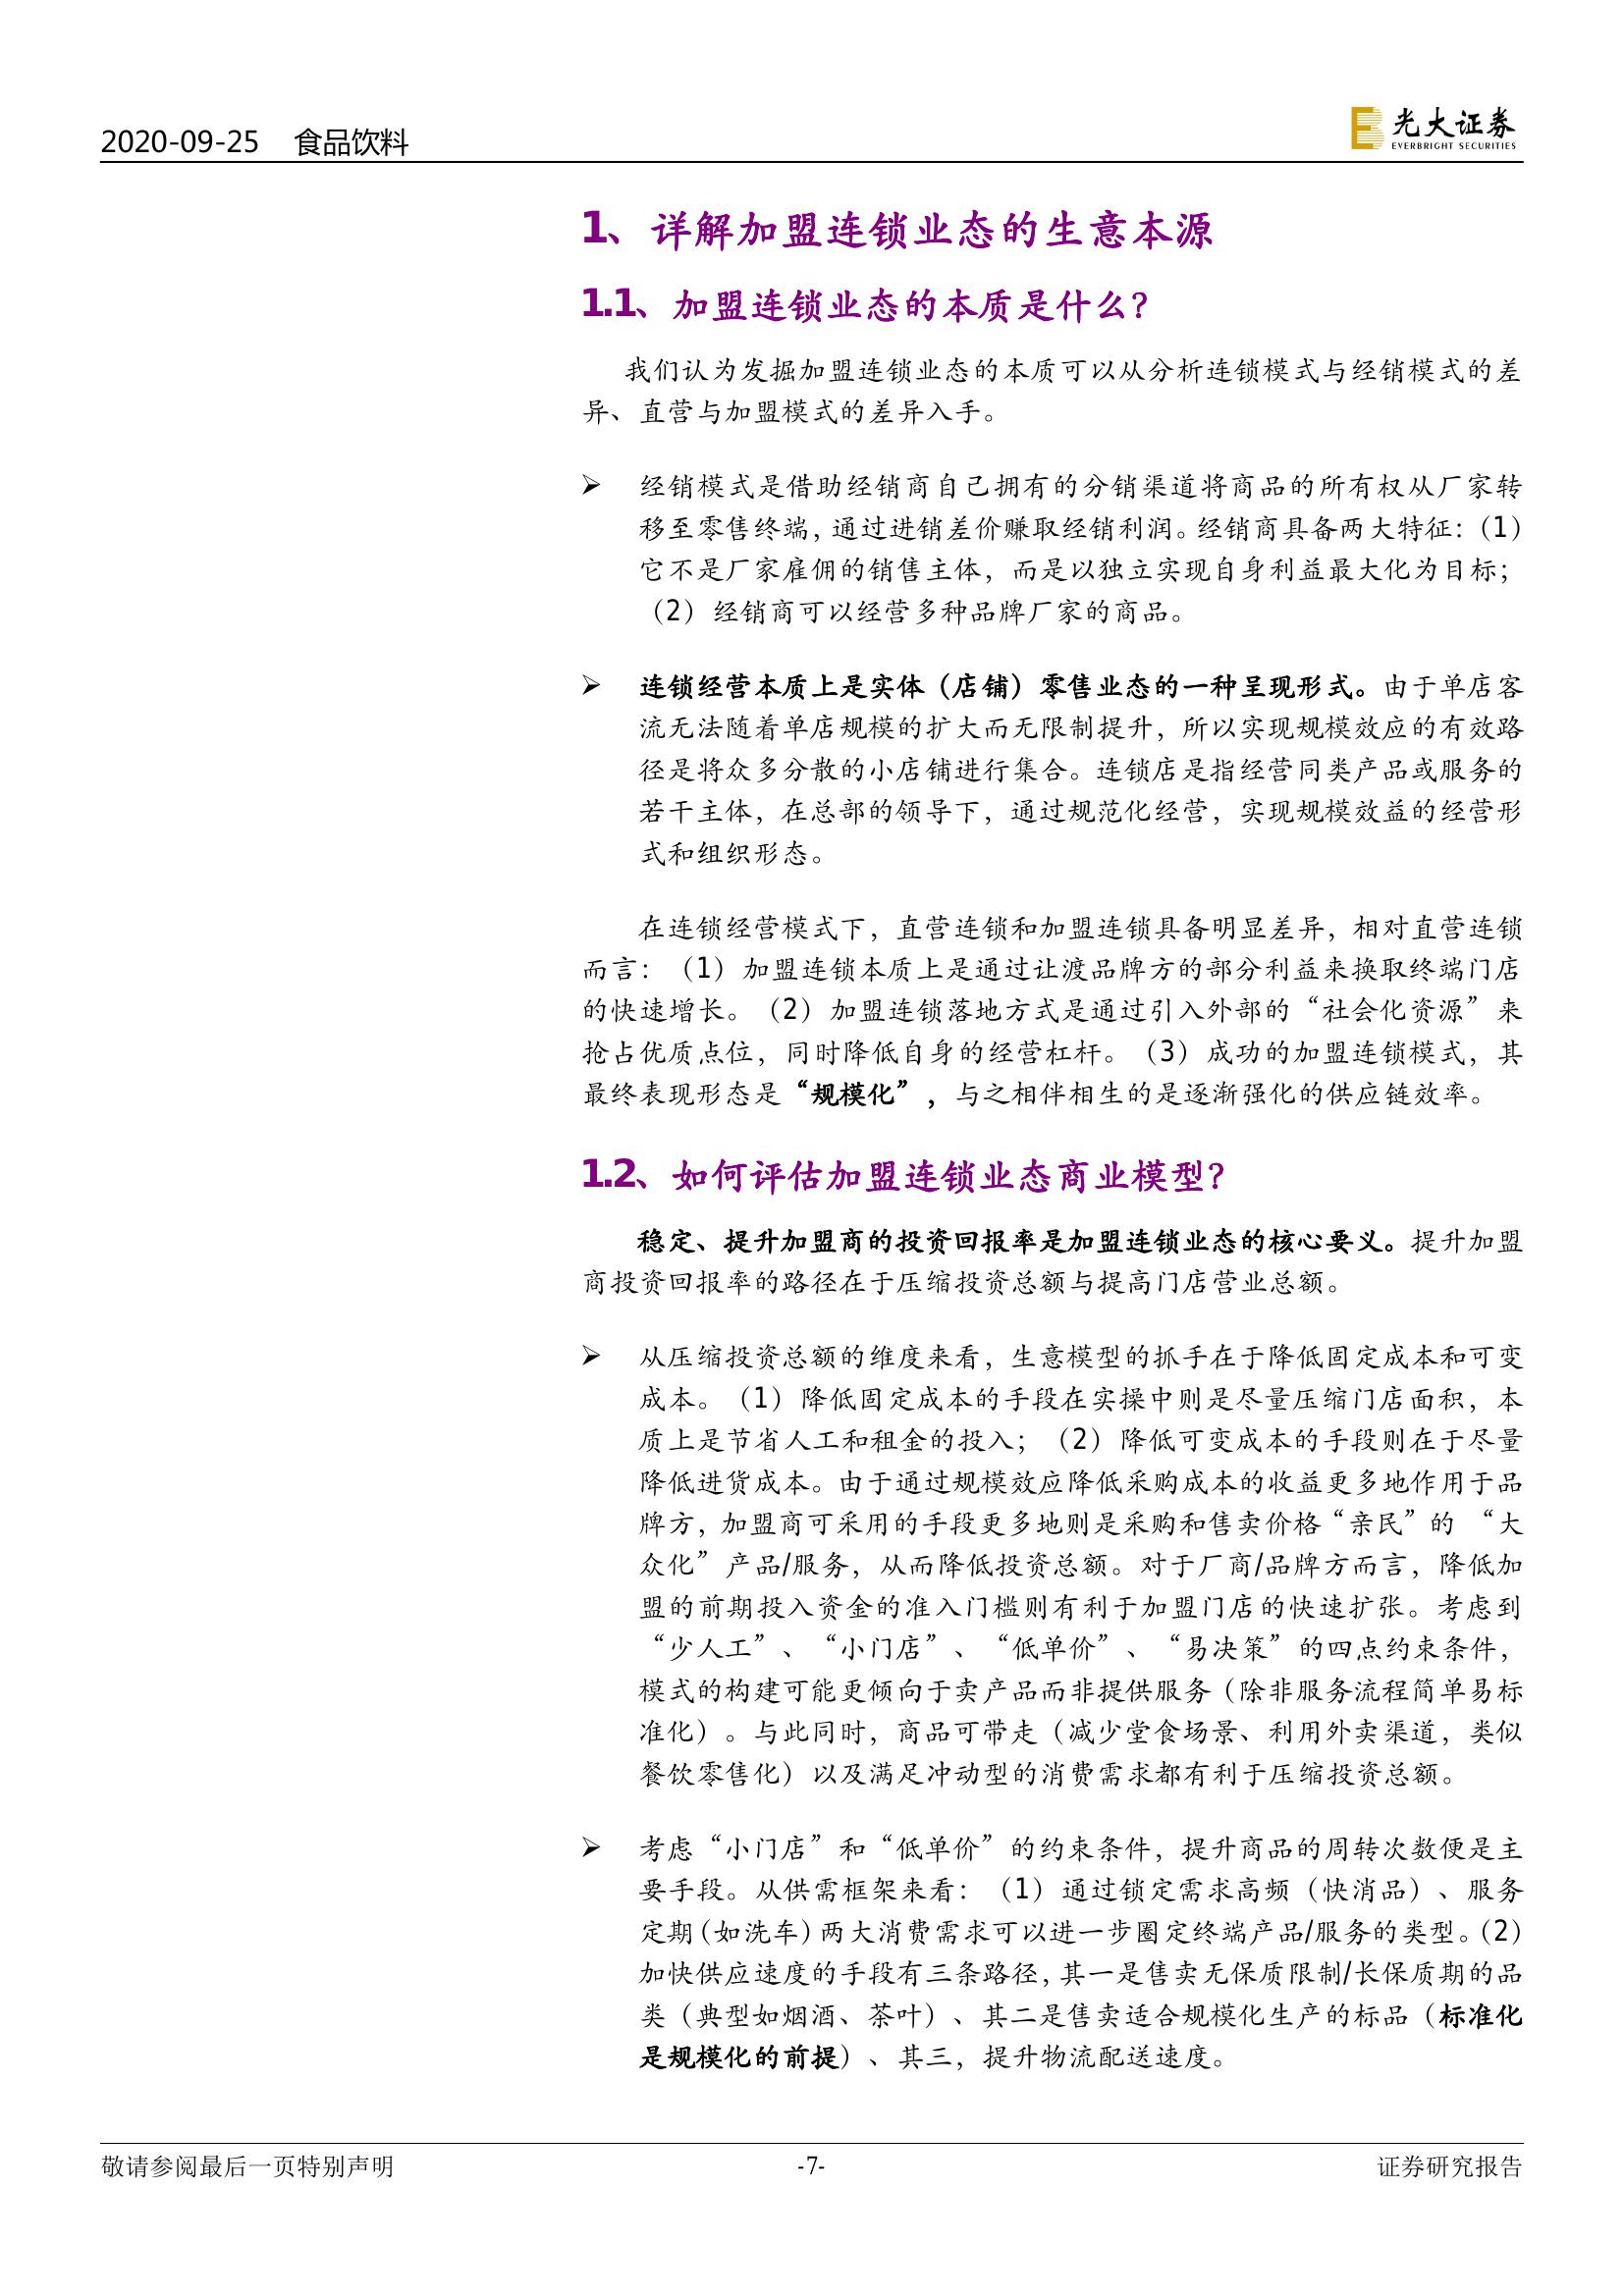 2020-09-25 食品饮料
光大证券
EVERBRIGHT SECURITIES
1、详解加盟连锁业态的生意本源
1.1、加盟连锁业态的本质是什么？
我们认为发掘加盟连锁业态的本质可以从分析连锁模式与经销模式的差
异、直营与加盟模式的差异入手。
➢ 经销模式是借助经销商自己拥有的分销渠道将商品的所有权从厂家转
移至零售终端，通过进销差价赚取经销利润。经销商具备两大特征：（1）
它不是厂家雇佣的销售主体，而是以独立实现自身利益最大化为目标；
（2）经销商可以经营多种品牌厂家的商品。
➢ 连锁经营本质上是实体（店铺）零售业态的一种呈现形式。由于单店客
流无法随着单店规模的扩大而无限制提升，所以实现规模效应的有效路
径是将众多分散的小店铺进行集合。连锁店是指经营同类产品或服务的
若干主体，在总部的领导下，通过规范化经营，实现规模效益的经营形
式和组织形态。
在连锁经营模式下，直营连锁和加盟连锁具备明显差异，相对直营连锁
而言：（1）加盟连锁本质上是通过让渡品牌方的部分利益来换取终端门店
的快速增长。（2）加盟连锁落地方式是通过引入外部的“社会化资源”来
抢占优质点位，同时降低自身的经营杠杆。（3）成功的加盟连锁模式，其
最终表现形态是“规模化”，与之相伴相生的是逐渐强化的供应链效率。
1.2、如何评估加盟连锁业态商业模型？
稳定、提升加盟商的投资回报率是加盟连锁业态的核心要义。提升加盟
商投资回报率的路径在于压缩投资总额与提高门店营业总额。
➢ 从压缩投资总额的维度来看，生意模型的抓手在于降低固定成本和可变
成本。（1）降低固定成本的手段在实操中则是尽量压缩门店面积，本
质上是节省人工和租金的投入；（2）降低可变成本的手段则在于尽量
降低进货成本。由于通过规模效应降低采购成本的收益更多地作用于品
牌方，加盟商可采用的手段更多地则是采购和售卖价格“亲民”的 “大
众化”产品/服务，从而降低投资总额。对于厂商/品牌方而言，降低加
盟的前期投入资金的准入门槛则有利于加盟门店的快速扩张。考虑到
“少人工”、“小门店”、“低单价”、“易决策”的四点约束条件，
模式的构建可能更倾向于卖产品而非提供服务（除非服务流程简单易标
准化）。与此同时，商品可带走（减少堂食场景、利用外卖渠道，类似
餐饮零售化）以及满足冲动型的消费需求都有利于压缩投资总额。
➢ 考虑“小门店”和“低单价”的约束条件，提升商品的周转次数便是主
要手段。从供需框架来看：（1）通过锁定需求高频（快消品）、服务
定期（如洗车）两大消费需求可以进一步圈定终端产品/服务的类型。（2）
加快供应速度的手段有三条路径，其一是售卖无保质限制/长保质期的品
类（典型如烟酒、茶叶）、其二是售卖适合规模化生产的标品（标准化
是规模化的前提）、其三，提升物流配送速度。
敬请参阅最后一页特别声明 -7- 证券研究报告